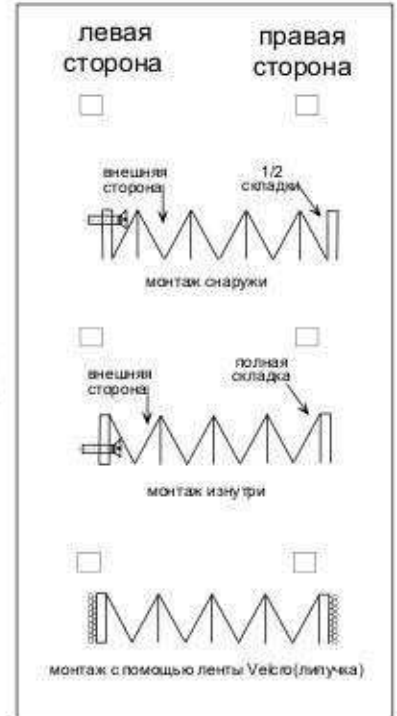 левая правая
сторона сторона
внешняя 1/2
сторона складки
монтаж снаружи
внешняя полная
сторона складка
монтаж изнутри
монтаж с помощью ленты Velcro(липучка)